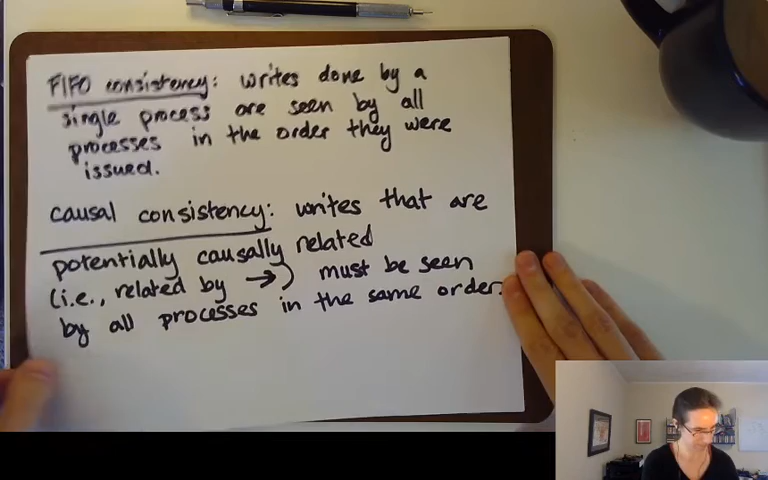 FIFO consistency: writes done by a
single process are seen by all
processes in the order they were
issued.
causal consistency: writes that are
potentially causally related
(i.e., related by →) must be seen
by all processes in the same order.